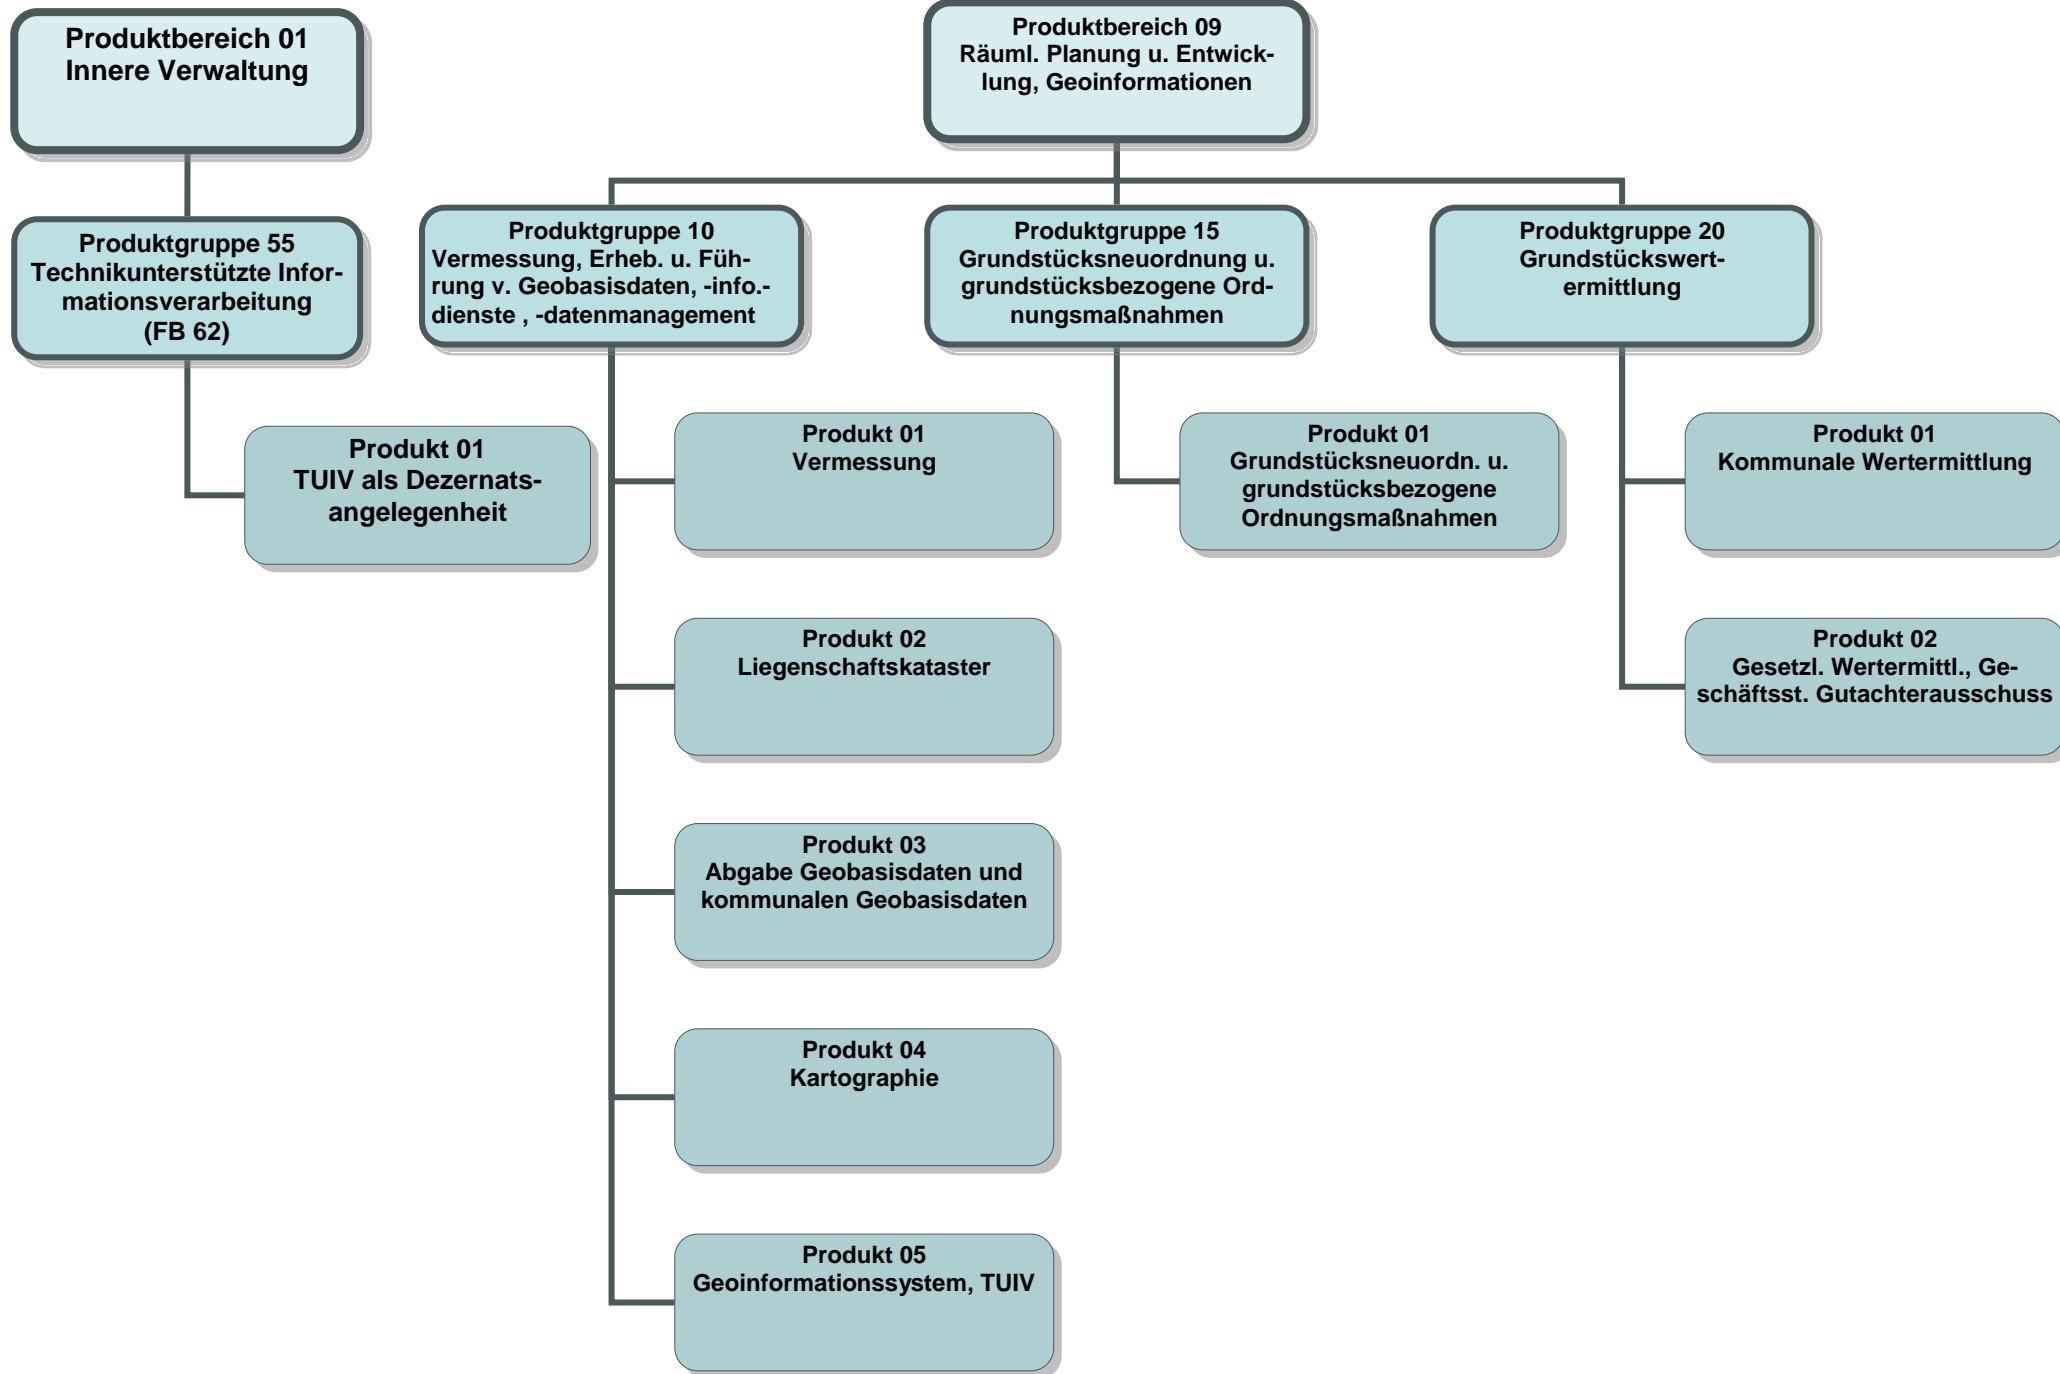 Produktbereich 01
Innere Verwaltung
Produktbereich 09
Räuml. Planung u. Entwick-
lung, Geoinformationen
Produktgruppe 55
Technikunterstützte Infor-
mationsverarbeitung
(FB 62)
Produktgruppe 10
Vermessung, Erheb. u. Füh-
rung v. Geobasisdaten, -info.-
dienste , -datenmanagement
Produktgruppe 15
Grundstücksneuordnung u.
grundstücksbezogene Ord-
nungsmaßnahmen
Produktgruppe 20
Grundstückswert-
ermittlung
Produkt 01
TUIV als Dezernats-
angelegenheit
Produkt 01
Vermessung
Produkt 01
Grundstücksneuordn. u.
grundstücksbezogene
Ordnungsmaßnahmen
Produkt 01
Kommunale Wertermittlung
Produkt 02
Liegenschaftskataster
Produkt 02
Gesetzl. Wertermittl., Ge-
schäftsst. Gutachterausschuss
Produkt 03
Abgabe Geobasisdaten und
kommunalen Geobasisdaten
Produkt 04
Kartographie
Produkt 05
Geoinformationssystem, TUIV